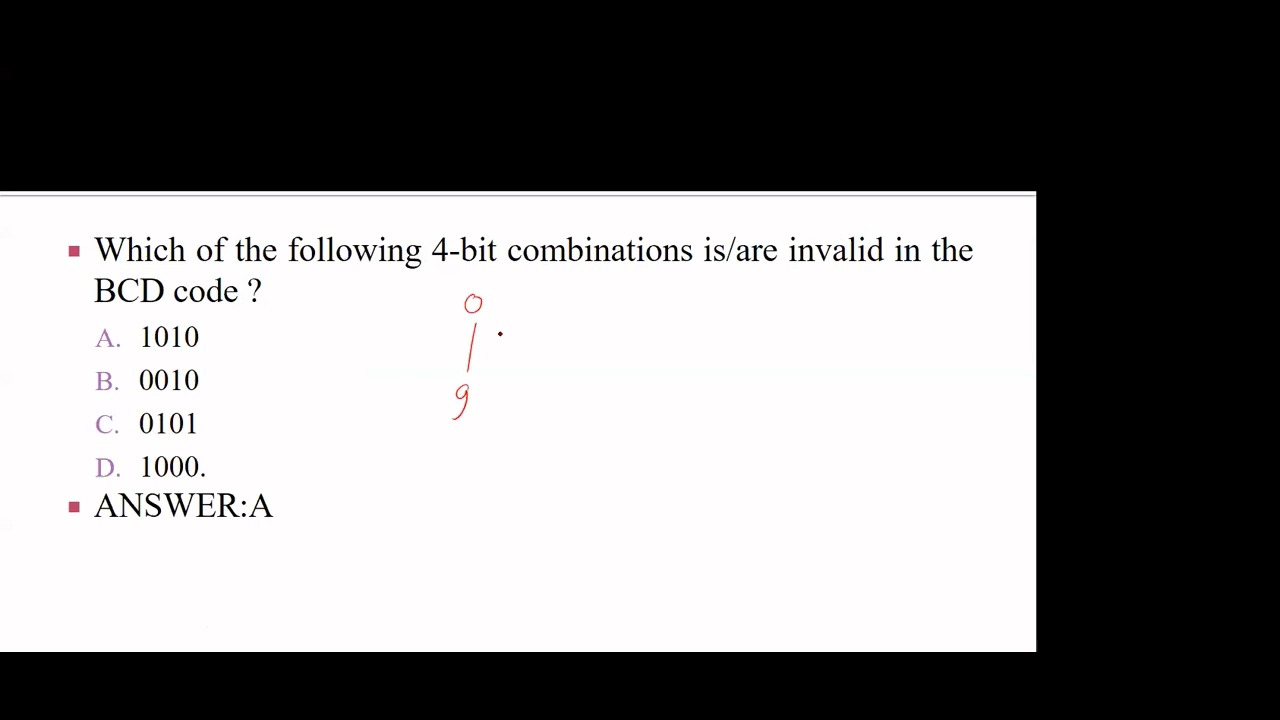 Which of the following 4-bit combinations is/are invalid in the
BCD code ?
0
A. 1010
B. 0010
9
C. 0101
D. 1000.
ANSWER:A